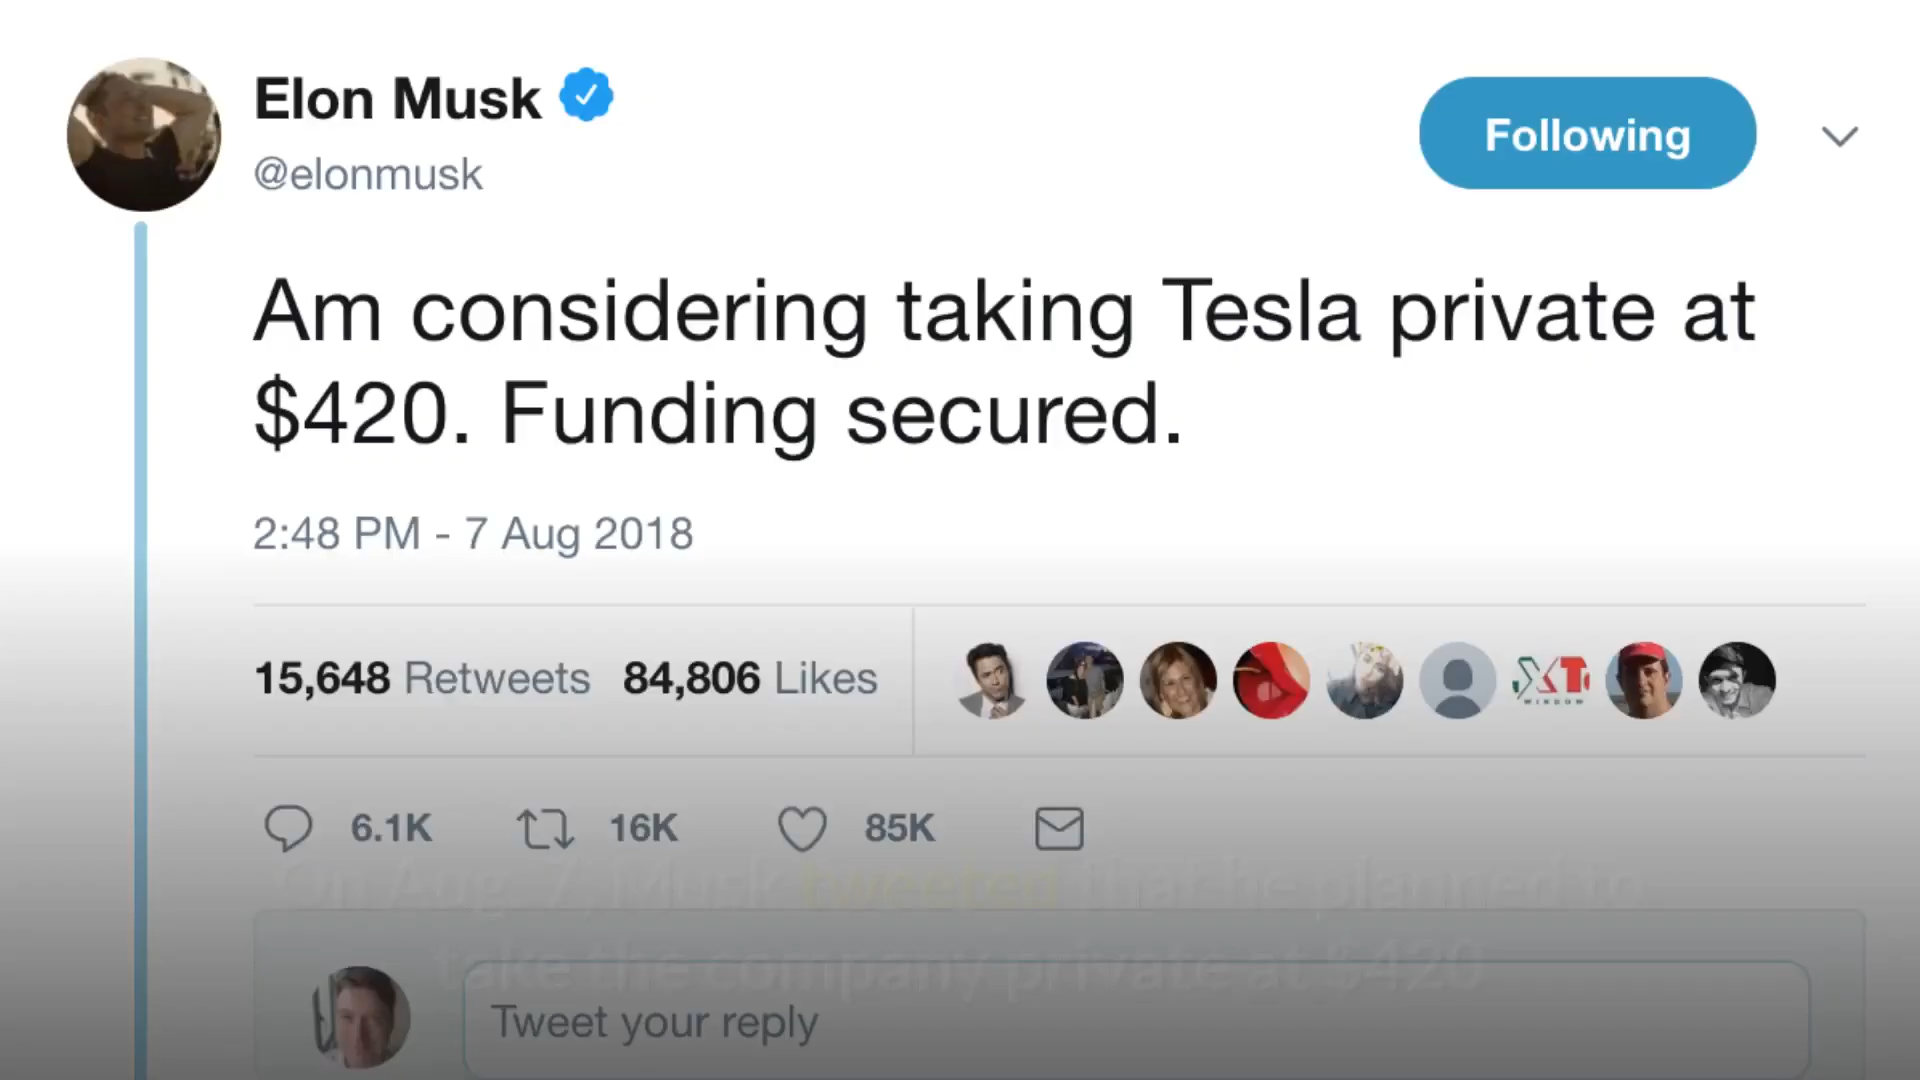 Elon Musk
@elonmusk
Following
Am considering taking Tesla private at
$420. Funding secured.
2:48 PM - 7 Aug 2018
15,648 Retweets 84,806 Likes
XT
WINDOW
6.1K 16K 85K
On Aug. 7, Musk tweeted that he planned to
take the company private at $420
Tweet your reply